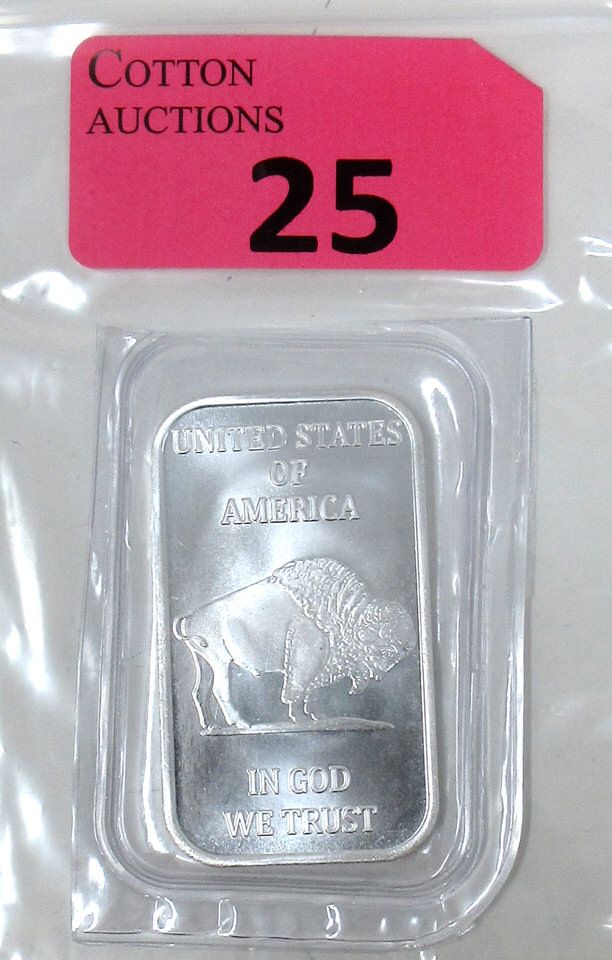 COTTON
AUCTIONS
25
UNITED STATES
OF
AMERICA
IN GOD
WE TRUST